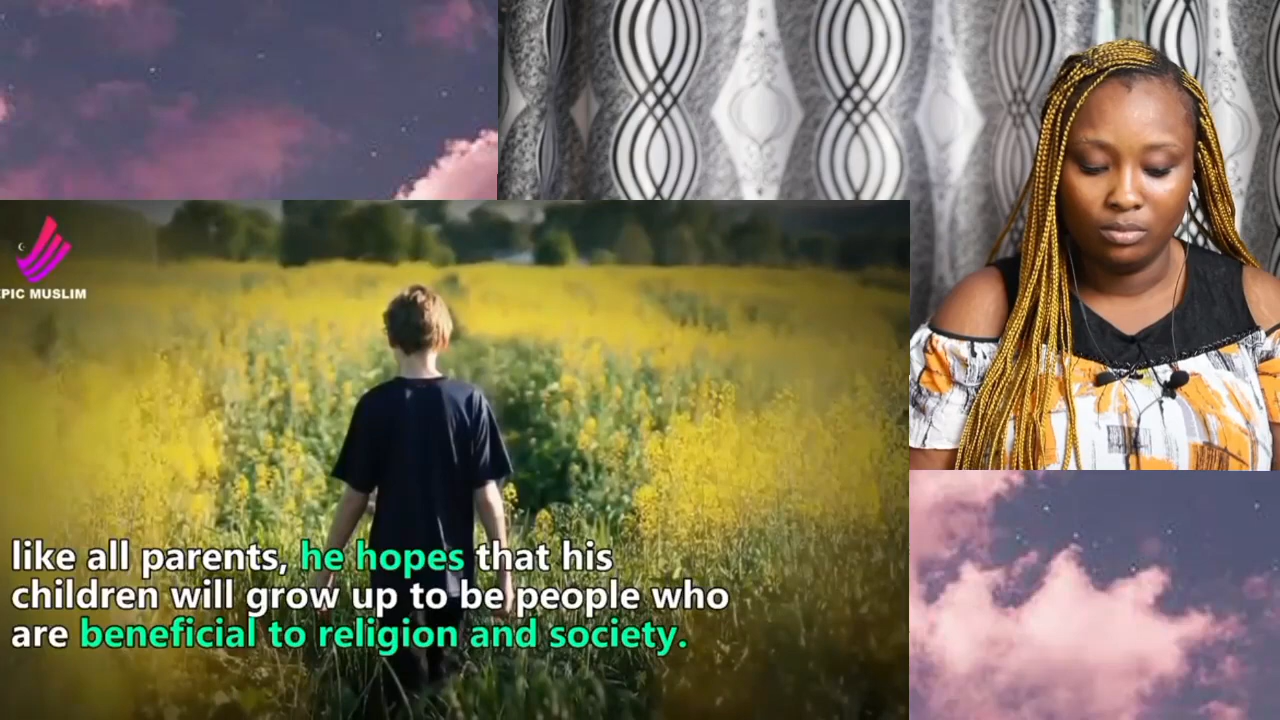 PIC MUSLIM
like all parents, he hopes that his
children will grow up to be people who
are beneficial to religion and society.